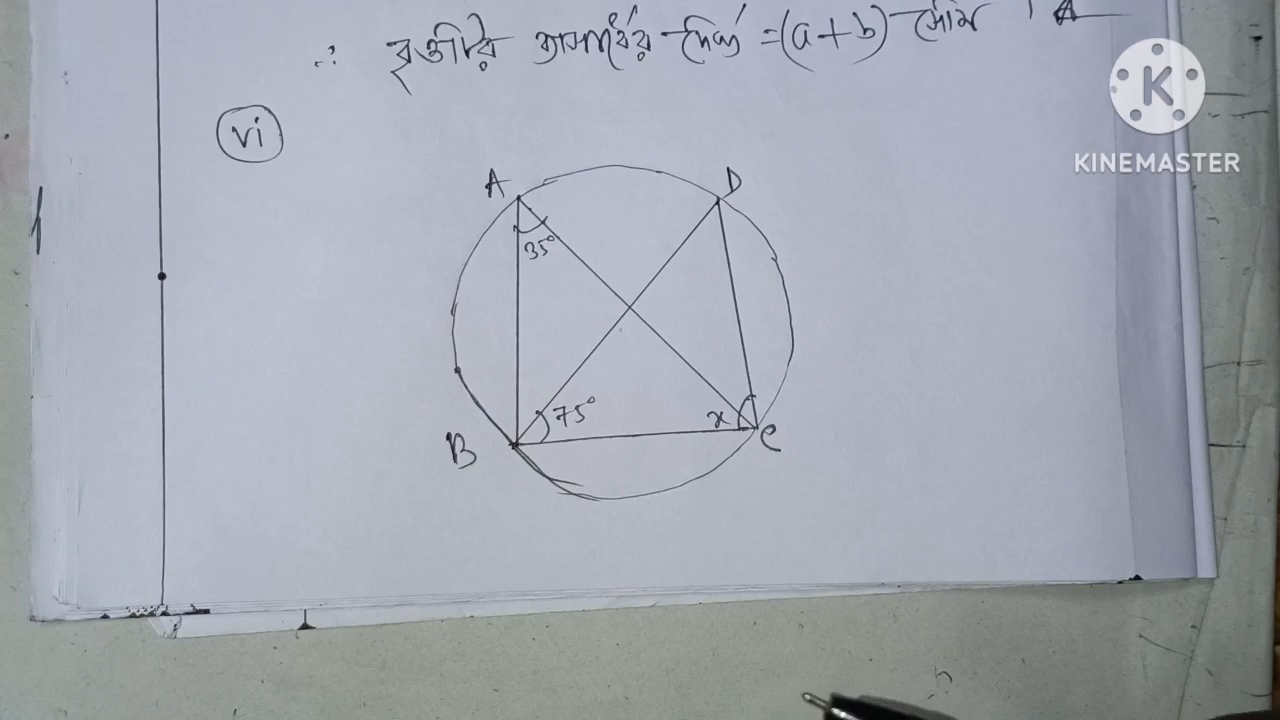 ∴ বৃত্তটির ব্যাসার্ধের দৈর্ঘ্য = (a+b) সেমি ।
K
KINEMASTER
vi
A D
35°
75° x
B C